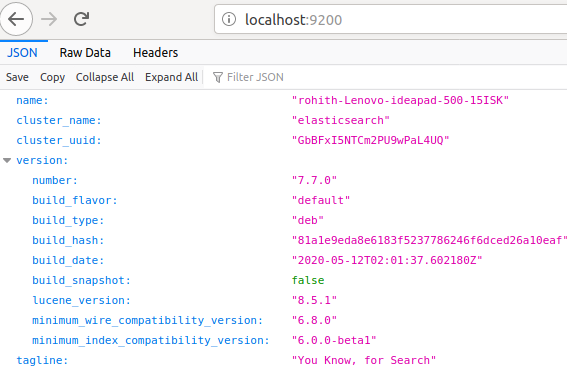 localhost:9200
JSON Raw Data Headers
Save Copy Collapse All Expand All Filter JSON
name: "rohith-Lenovo-ideapad-500-15ISK"
cluster_name: "elasticsearch"
cluster_uuid: "GbBFxI5NTCm2PU9wPaL4UQ"
version:
number: "7.7.0"
build_flavor: "default"
build_type: "deb"
build_hash: "81a1e9eda8e6183f5237786246f6dced26a10eaf"
build_date: "2020-05-12T02:01:37.602180Z"
build_snapshot: false
lucene_version: "8.5.1"
minimum_wire_compatibility_version: "6.8.0"
minimum_index_compatibility_version: "6.0.0-beta1"
tagline: "You Know, for Search"